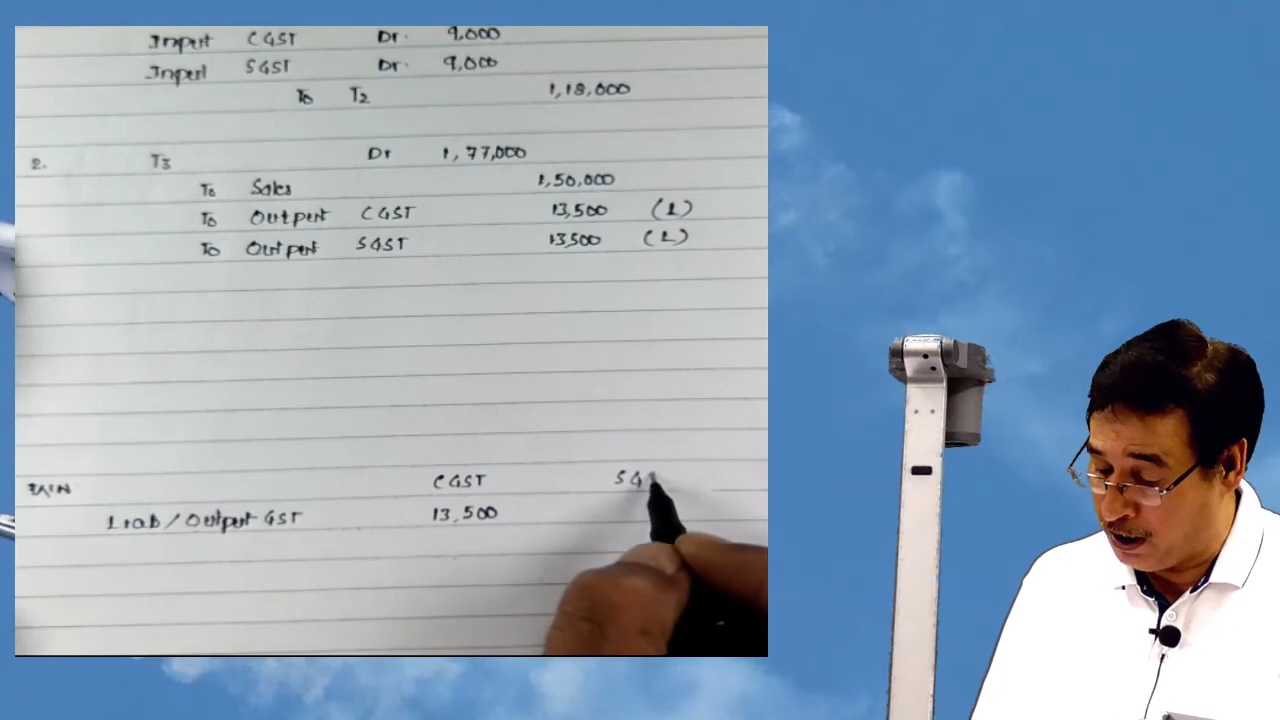 Input CGST Dr. 9,000
Input SGST Dr. 9,000
To T2 1,18,000
2. T3 Dr 1,77,000
To Sales 1,50,000
To Output CGST 13,500 (L)
To Output SGST 13,500 (L)
CGST SG
Liab/Output GST 13,500